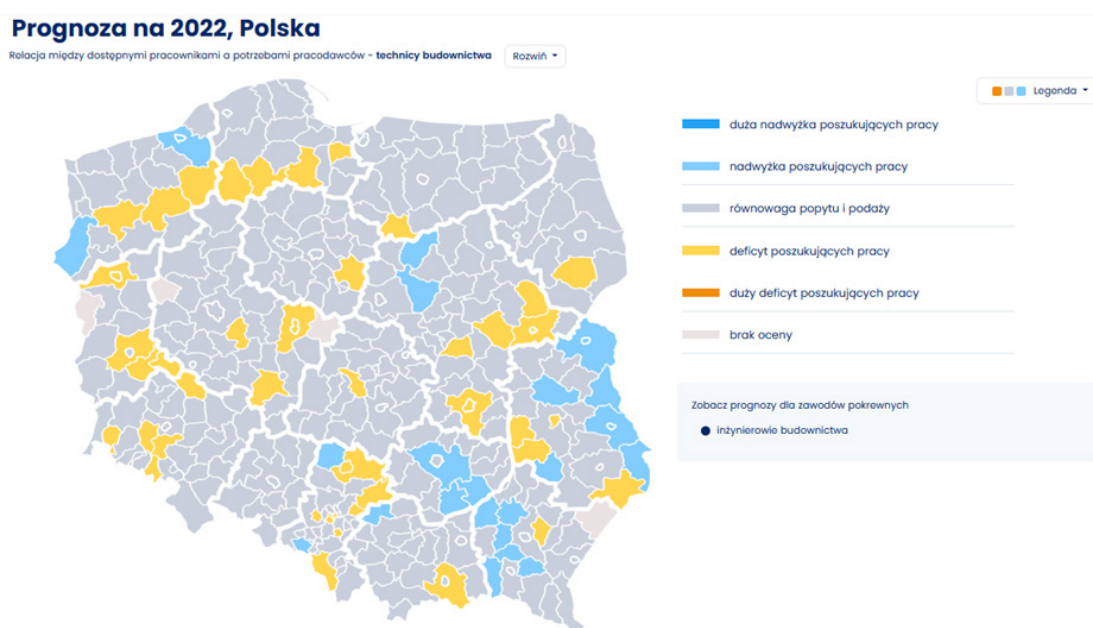 Prognoza na 2022, Polska
Relacja między dostępnymi pracownikami a potrzebami pracodawców - technicy budownictwa
Rozwiń
Legenda
duża nadwyżka poszukujących pracy
nadwyżka poszukujących pracy
równowaga popytu i podaży
deficyt poszukujących pracy
duży deficyt poszukujących pracy
brak oceny
Zobacz prognozy dla zawodów pokrewnych
inżynierowie budownictwa